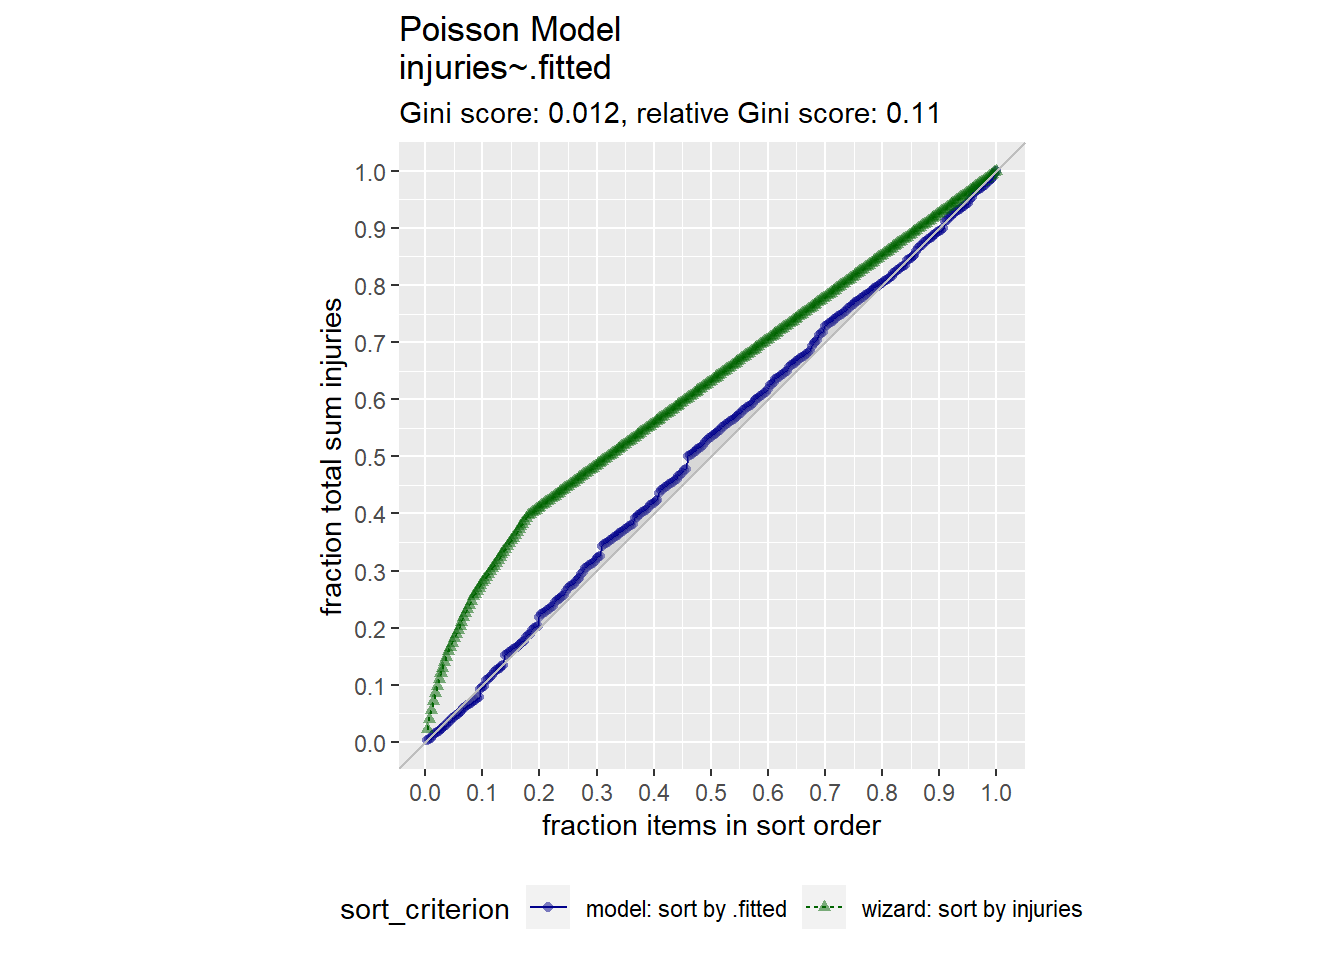 Poisson Model
injuries~.fitted
Gini score: 0.012, relative Gini score: 0.11
fraction total sum injuries
1.0
0.9
0.8
0.7
0.6
0.5
0.4
0.3
0.2
0.1
0.0
0.0 0.1 0.2 0.3 0.4 0.5 0.6 0.7 0.8 0.9 1.0
fraction items in sort order
sort_criterion model: sort by .fitted wizard: sort by injuries